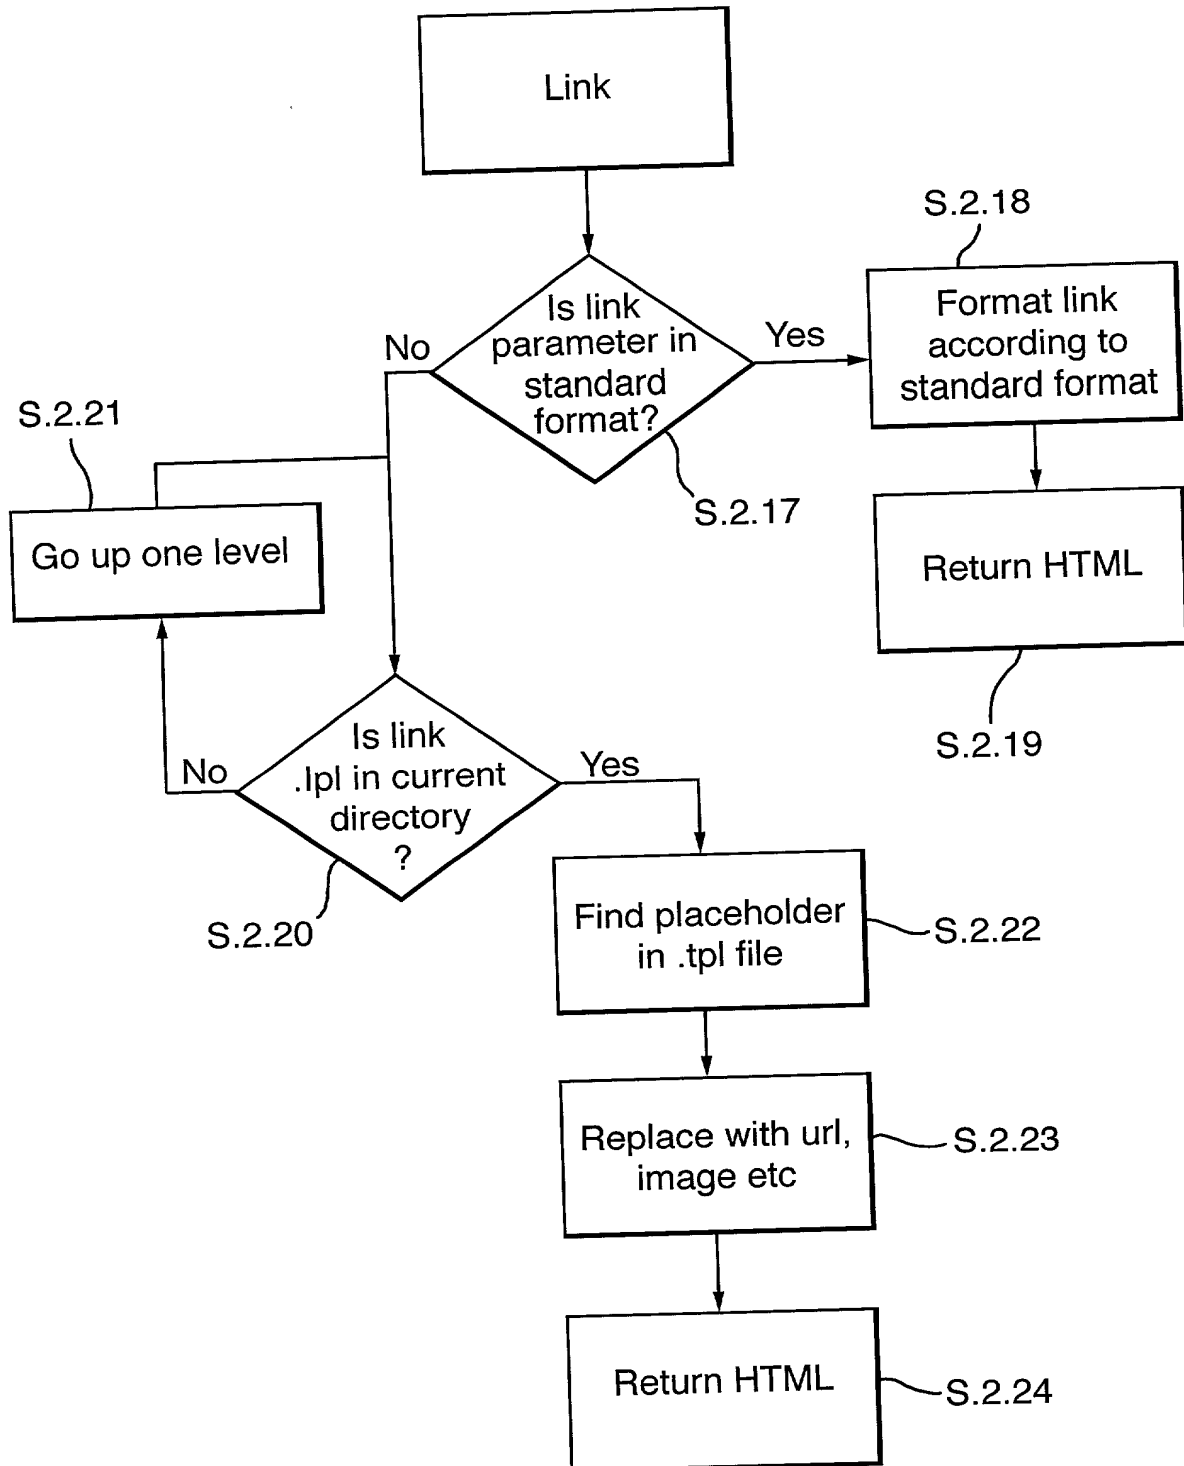 Link
S.2.18
Is link
parameter in
standard
format?
No
Yes
Format link
according to
standard format
S.2.21
S.2.17
Go up one level
Return HTML
S.2.19
Is link
.lpl in current
directory
?
No
Yes
S.2.20
Find placeholder
in .tpl file
S.2.22
Replace with url,
image etc
S.2.23
Return HTML
S.2.24